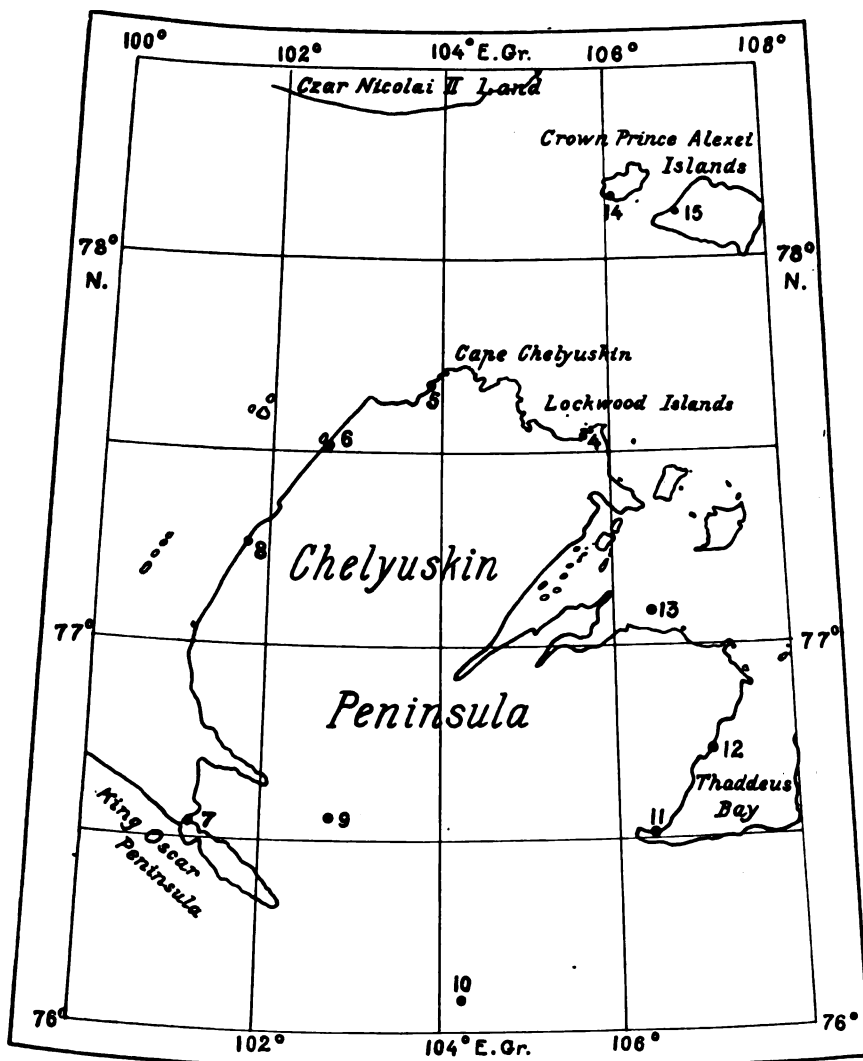 100°
102°
104° E.Gr.
106°
108°
Czar Nicolai II Land
Crown Prince Alexei
Islands
14
15
78°
N.
78°
N.
Cape Chelyuskin
5
Lockwood Islands
6
4
8
Chelyuskin
13
77°
77°
Peninsula
12
Thaddeus
Bay
King Oscar
Peninsula
7
9
11
10
76°
76°
102°
104° E.Gr.
106°